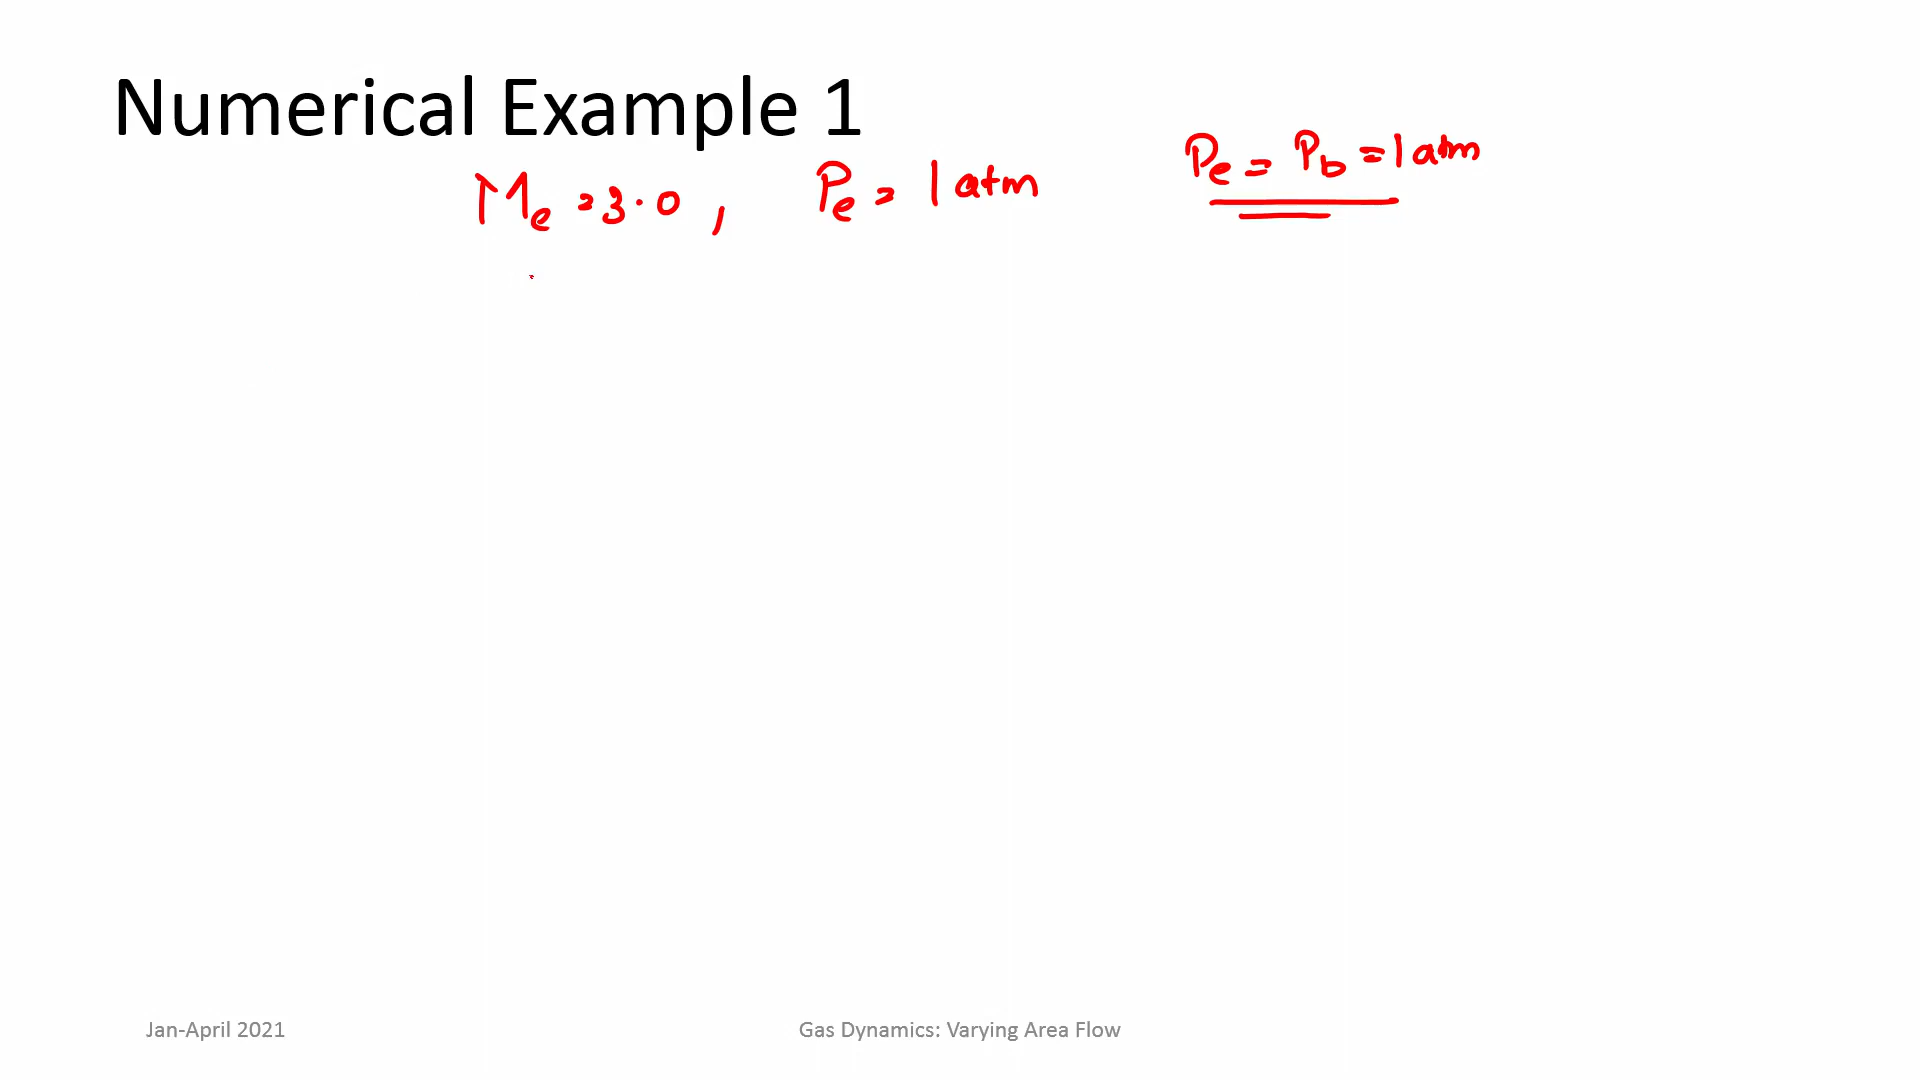 Numerical Example 1
Me = 3.0, Pe = 1 atm
Pe = Pb = 1 atm
Jan-April 2021
Gas Dynamics: Varying Area Flow